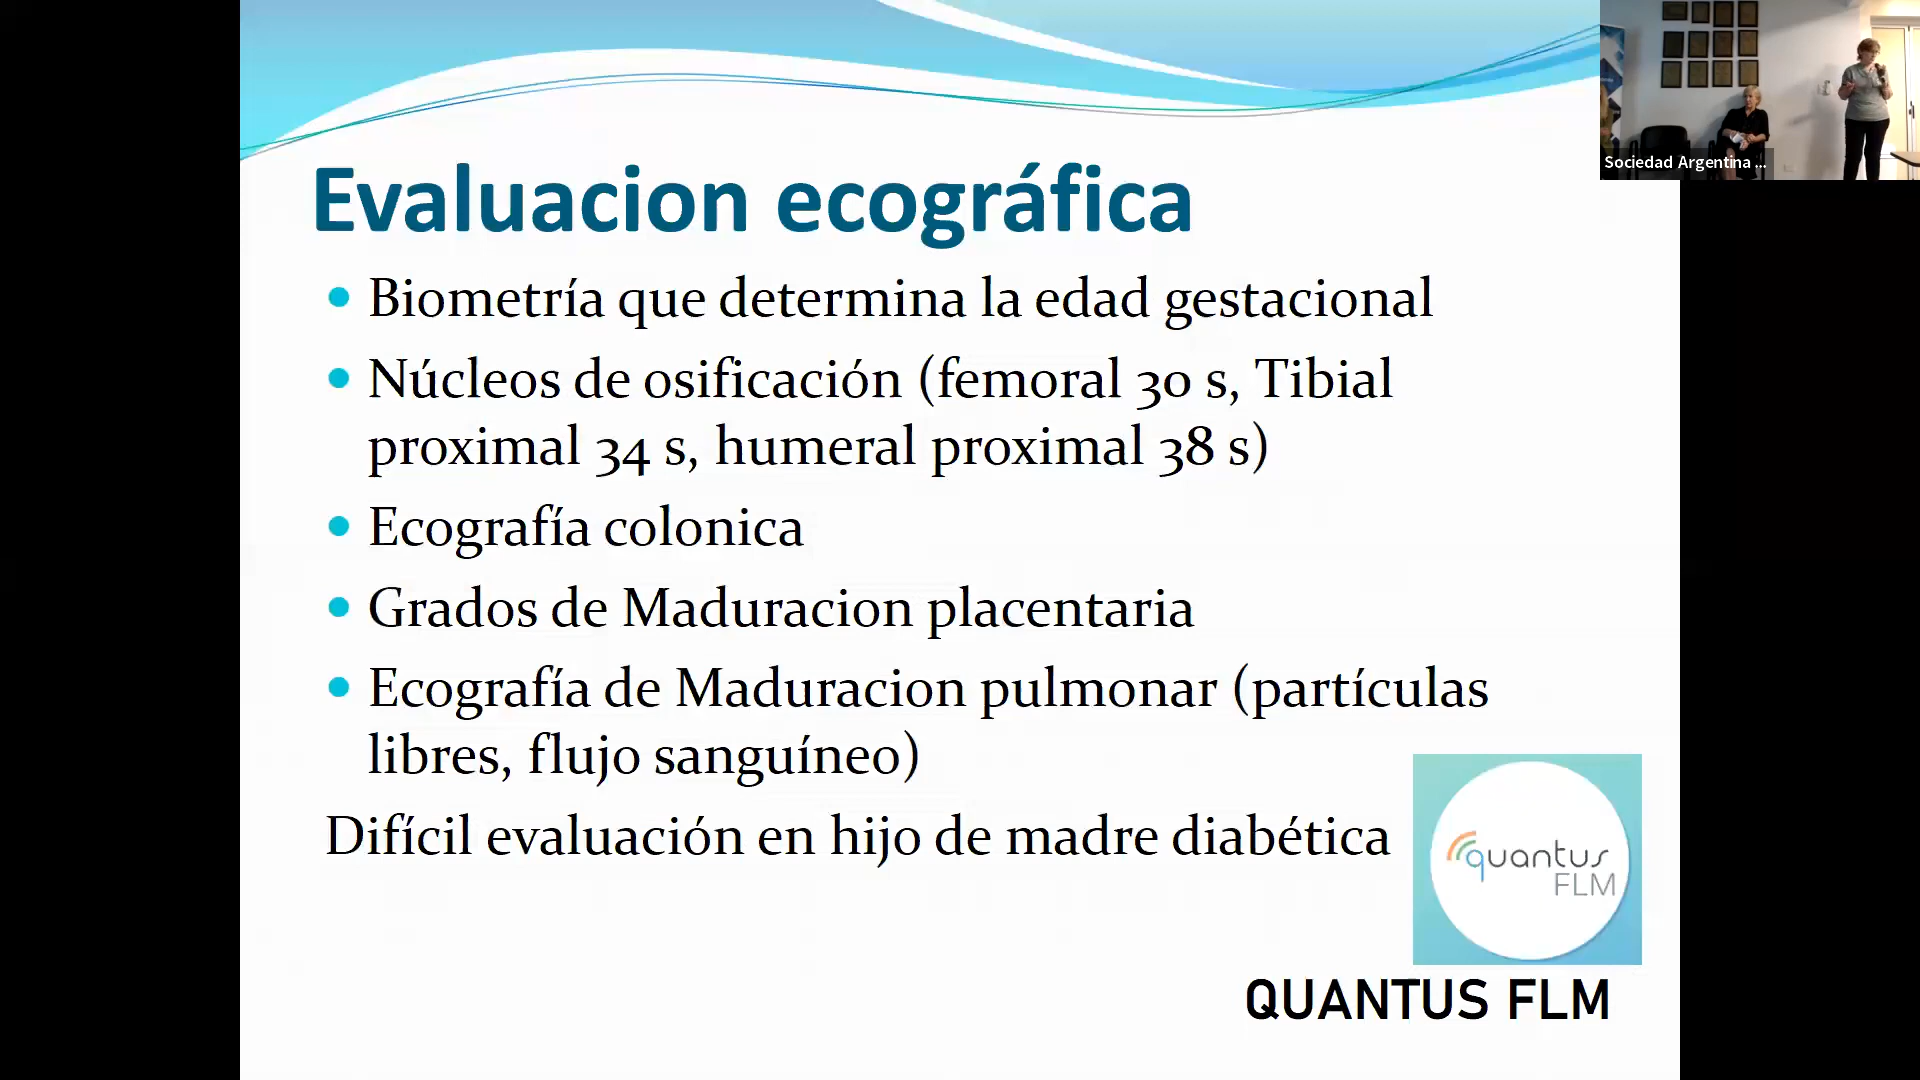 Sociedad Argentina ...
Evaluacion ecográfica
• Biometría que determina la edad gestacional
• Núcleos de osificación (femoral 30 s, Tibial
proximal 34 s, humeral proximal 38 s)
• Ecografía colonica
• Grados de Maduracion placentaria
• Ecografía de Maduracion pulmonar (partículas
libres, flujo sanguíneo)
Difícil evaluación en hijo de madre diabética
quantus
FLM
QUANTUS FLM